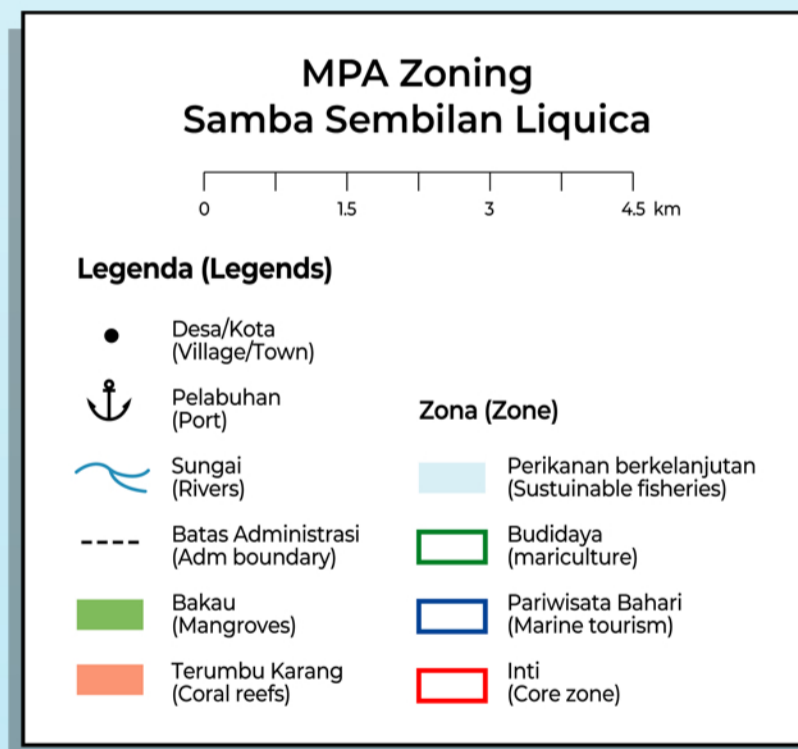 MPA Zoning
Samba Sembilan Liquica
0 1.5 3 4.5 km
Legenda (Legends)
Desa/Kota
(Village/Town)
Pelabuhan
(Port)
Sungai
(Rivers)
Batas Administrasi
(Adm boundary)
Bakau
(Mangroves)
Terumbu Karang
(Coral reefs)
Zona (Zone)
Perikanan berkelanjutan
(Sustuinable fisheries)
Budidaya
(mariculture)
Pariwisata Bahari
(Marine tourism)
Inti
(Core zone)